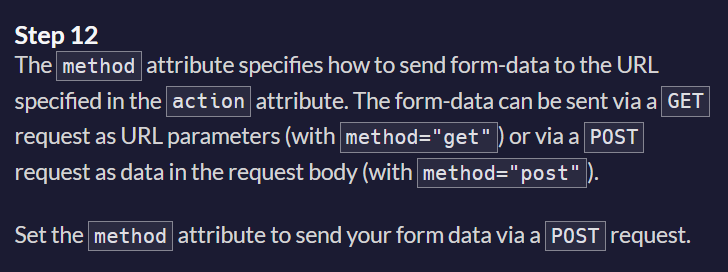 Step 12
The method attribute specifies how to send form-data to the URL
specified in the action attribute. The form-data can be sent via a GET
request as URL parameters (with method="get") or via a POST
request as data in the request body (with method="post").
Set the method attribute to send your form data via a POST request.